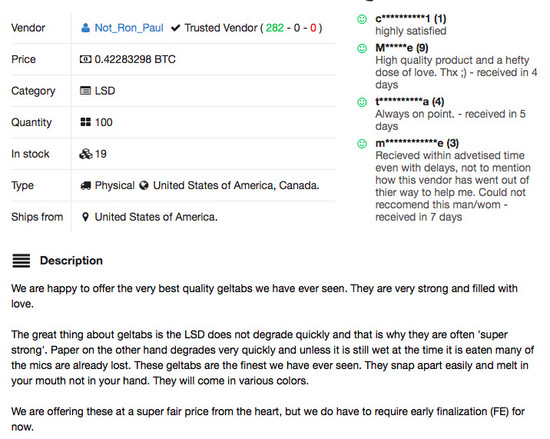 Vendor Not_Ron_Paul Trusted Vendor ( 282 - 0 - 0 )
Price 0.42283298 BTC
Category LSD
Quantity 100
In stock 19
Type Physical United States of America, Canada.
Ships from United States of America.
c**********1 (1)
highly satisfied
M*****e (9)
High quality product and a hefty
dose of love. Thx ;) - received in 4
days
t**********a (4)
Always on point. - received in 5
days
m************e (3)
Recieved within advetised time
even with delays, not to mention
how this vendor has went out of
thier way to help me. Could not
reccomend this man/wom -
received in 7 days
Description
We are happy to offer the very best quality geltabs we have ever seen. They are very strong and filled with
love.
The great thing about geltabs is the LSD does not degrade quickly and that is why they are often 'super
strong'. Paper on the other hand degrades very quickly and unless it is still wet at the time it is eaten many of
the mics are already lost. These geltabs are the finest we have ever seen. They snap apart easily and melt in
your mouth not in your hand. They will come in various colors.
We are offering these at a super fair price from the heart, but we do have to require early finalization (FE) for
now.